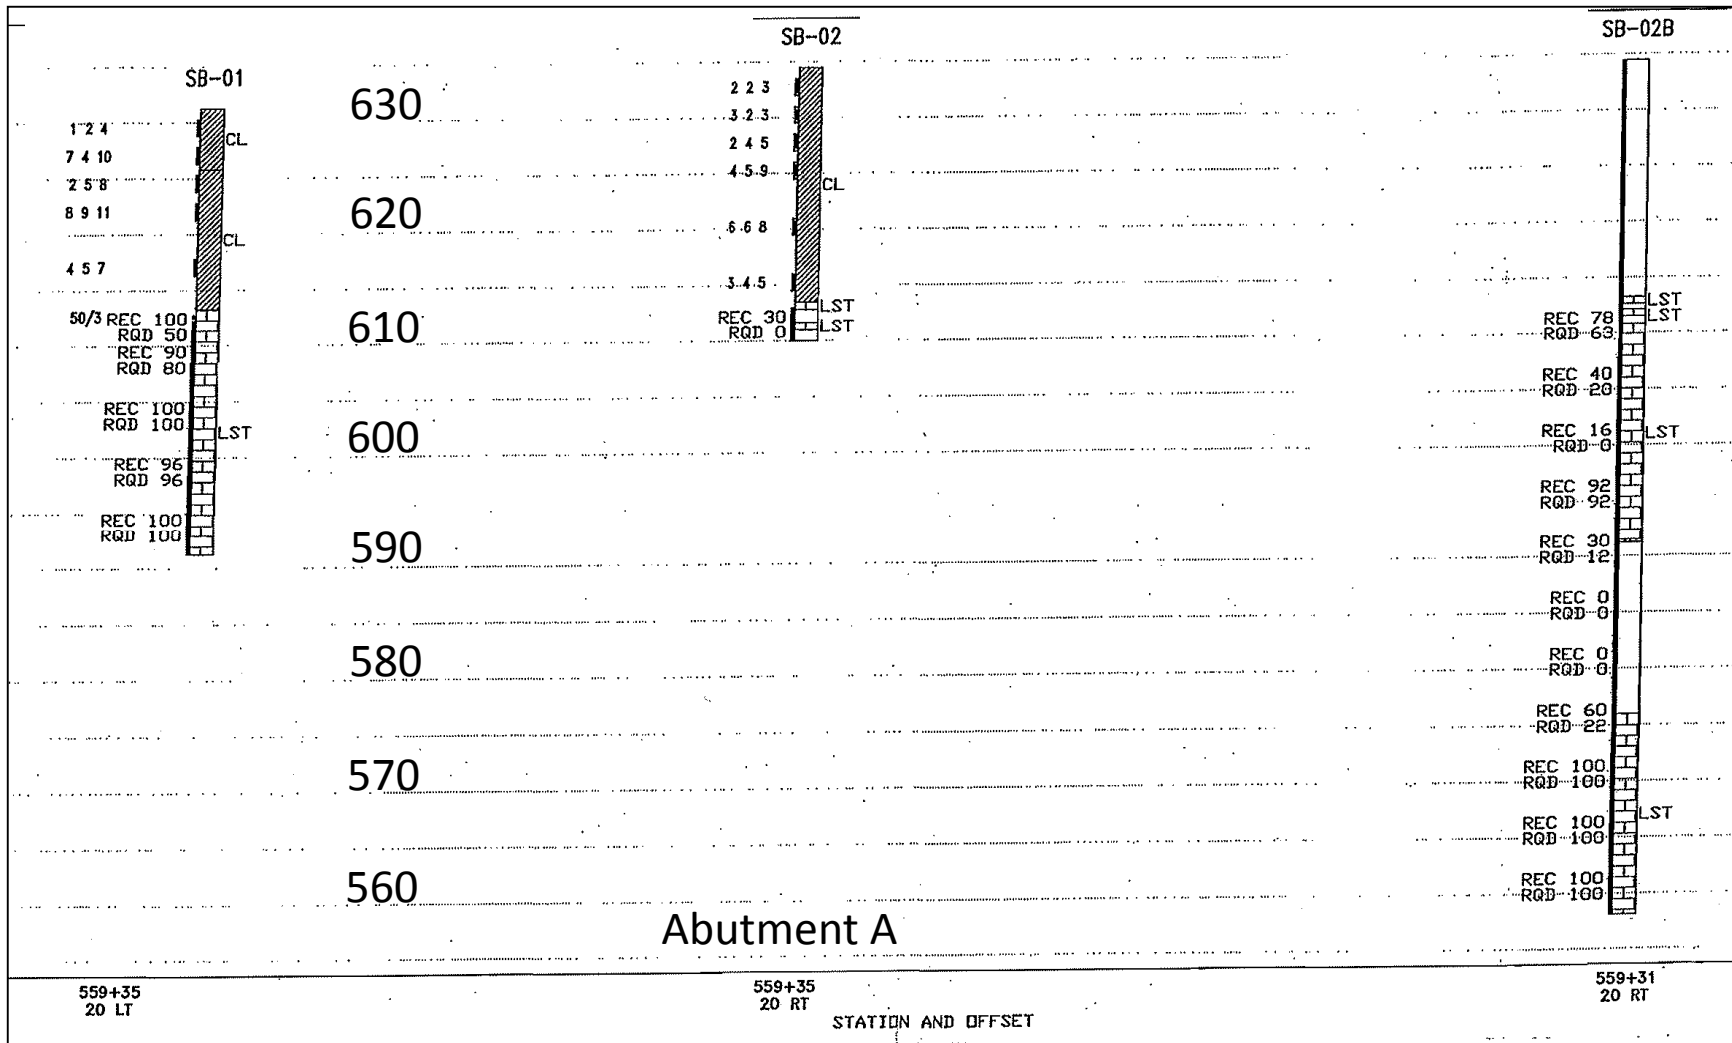 SB-02
SB-02B
SB-01
630
2 2 3
3 2 3
1 2 4
CL
2 4 5
7 4 10
4 5 9
2 5 8
CL
8 9 11
620
6 6 8
CL
4 5 7
3 4 5
LST
LST
LST
50/3 REC 100
RQD 50
610
REC 30
RQD 0
LST
REC 78
RQD 63
REC 90
RQD 80
REC 40
RQD 20
REC 100
RQD 100
LST
600
REC 16
RQD 0
LST
REC 96
RQD 96
REC 92
RQD 92
REC 100
RQD 100
590
REC 30
RQD 12
REC 0
RQD 0
580
REC 0
RQD 0
REC 60
RQD 22
570
REC 100
RQD 100
LST
REC 100
RQD 100
560
REC 100
RQD 100
Abutment A
559+35
20 LT
559+35
20 RT
559+31
20 RT
STATION AND OFFSET